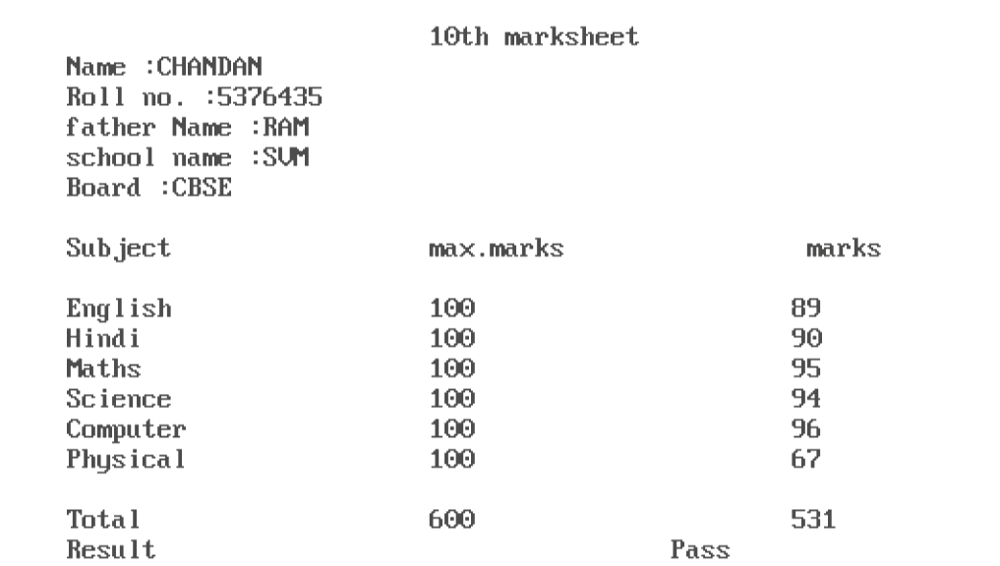 10th marksheet
Name :CHANDAN
Roll no. :5376435
father Name :RAM
school name :SVM
Board :CBSE
Subject max.marks marks
English 100 89
Hindi 100 90
Maths 100 95
Science 100 94
Computer 100 96
Physical 100 67
Total 600 531
Result Pass